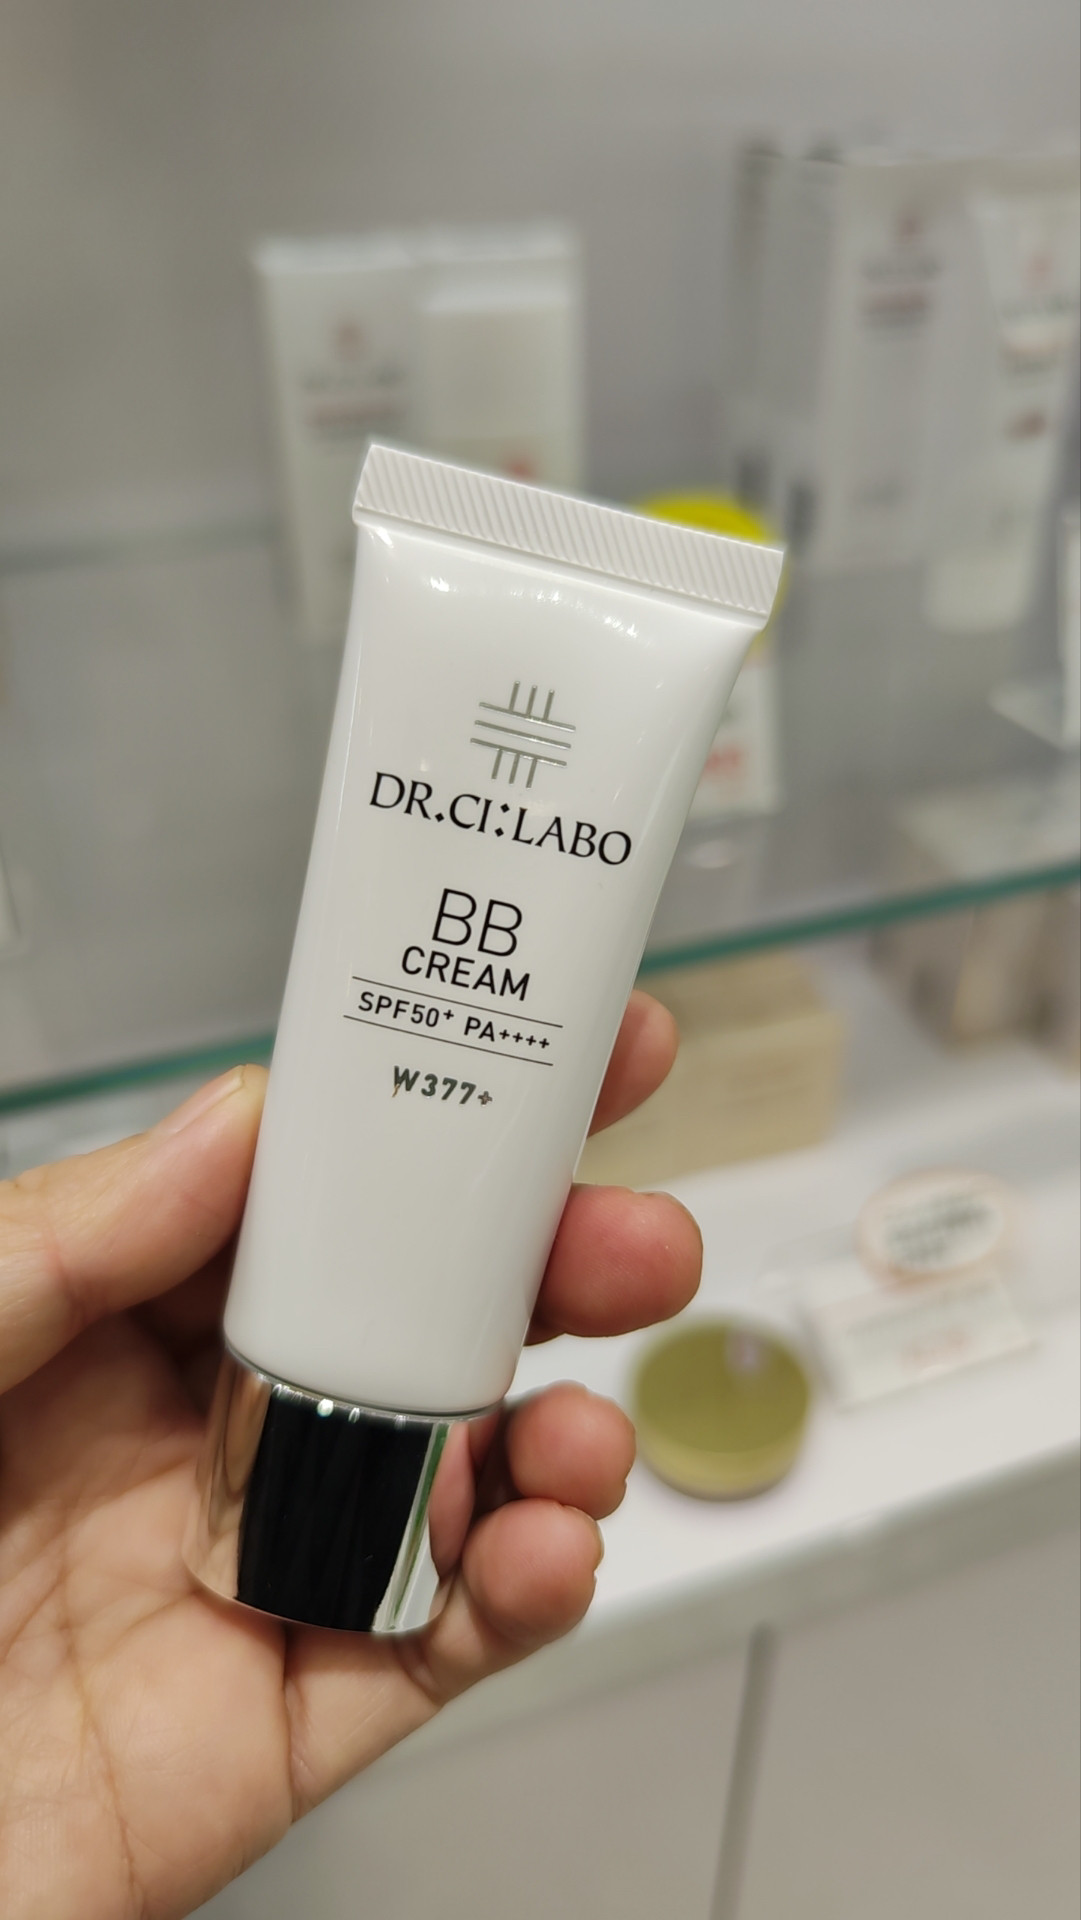 DR.CI:LABO
BB
CREAM
SPF50+ PA++++
W377+